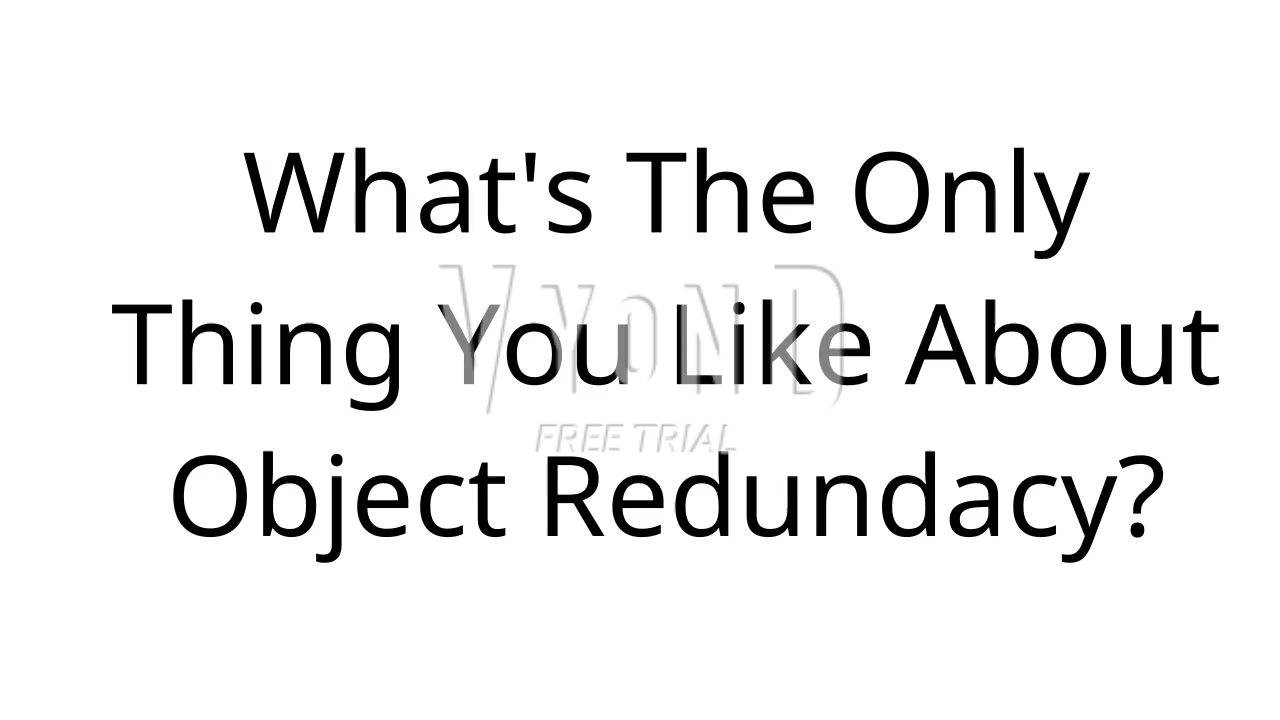 What's The Only
VYOND
Thing You Like About
FREE TRIAL
Object Redundacy?